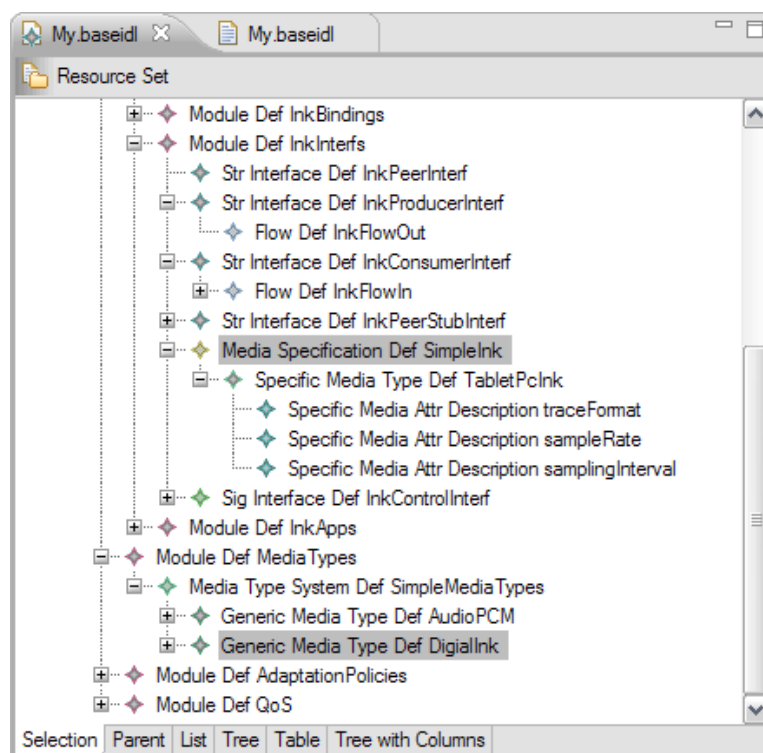 My.baseidl My.baseidl
Resource Set
Module Def InkBindings
Module Def InkInterfs
Str Interface Def InkPeerInterf
Str Interface Def InkProducerInterf
Flow Def InkFlowOut
Str Interface Def InkConsumerInterf
Flow Def InkFlowIn
Str Interface Def InkPeerStubInterf
Media Specification Def SimpleInk
Specific Media Type Def TabletPcInk
Specific Media Attr Description traceFormat
Specific Media Attr Description sampleRate
Specific Media Attr Description samplingInterval
Sig Interface Def InkControlInterf
Module Def InkApps
Module Def MediaTypes
Media Type System Def SimpleMediaTypes
Generic Media Type Def AudioPCM
Generic Media Type Def DigialInk
Module Def AdaptationPolicies
Module Def QoS
Selection Parent List Tree Table Tree with Columns